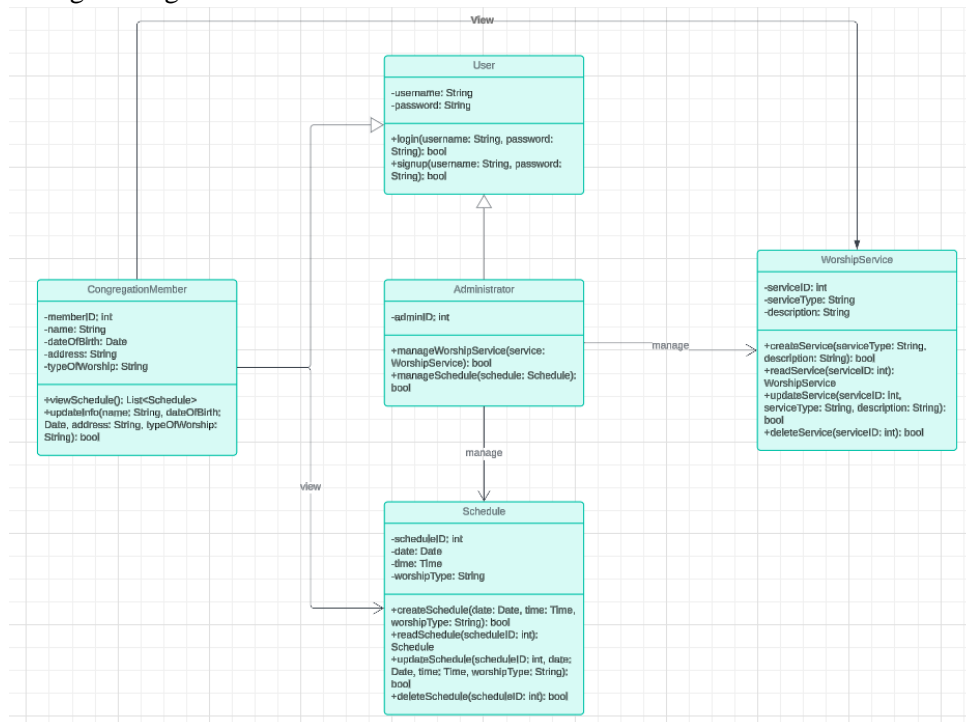 View
User
-username: String
-password: String
+login(username: String, password:
String): bool
+signup(username: String, password:
String): bool
WorshipService
-serviceID: int
-serviceType: String
-description: String
+createService(serviceType: String,
description: String): bool
+readService(serviceID: int):
WorshipService
+updateService(serviceID: int,
serviceType: String, description: String):
bool
+deleteService(serviceID: int): bool
CongregationMember
-memberID: int
-name: String
-dateOfBirth: Date
-address: String
-typeOfWorship: String
+viewSchedule(): List<Schedule>
+updateInfo(name: String, dateOfBirth:
Date, address: String, typeOfWorship:
String): bool
Administrator
-adminID: int
+manageWorshipService(service:
WorshipService): bool
+manageSchedule(schedule: Schedule):
bool
manage
manage
view
Schedule
-scheduleID: int
-date: Date
-time: Time
-worshipType: String
+createSchedule(date: Date, time: Time,
worshipType: String): bool
+readSchedule(scheduleID: int):
Schedule
+updateSchedule(scheduleID: int, date:
Date, time: Time, worshipType: String):
bool
+deleteSchedule(scheduleID: int): bool